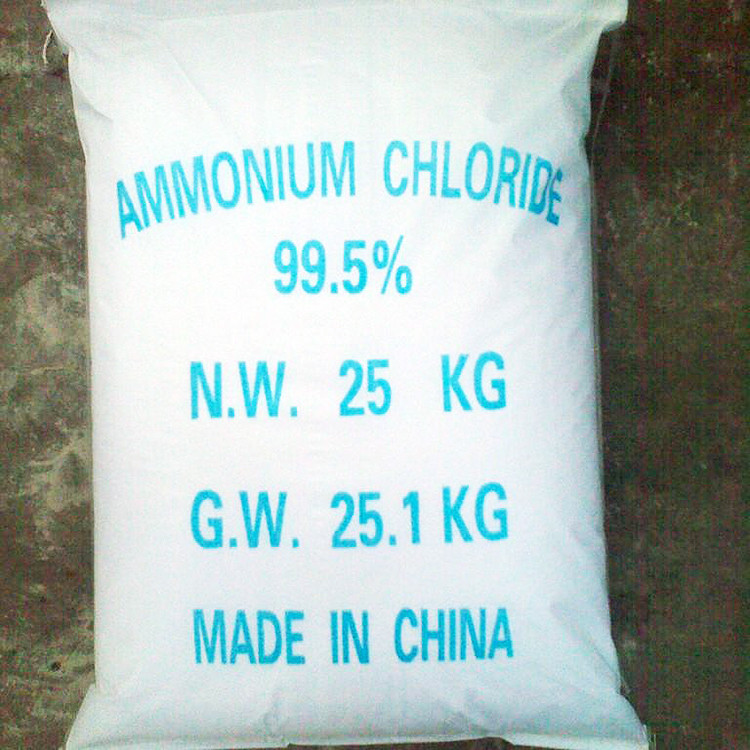 AMMONIUM CHLORIDE
99.5%
N.W. 25 KG
G.W. 25.1 KG
MADE IN CHINA